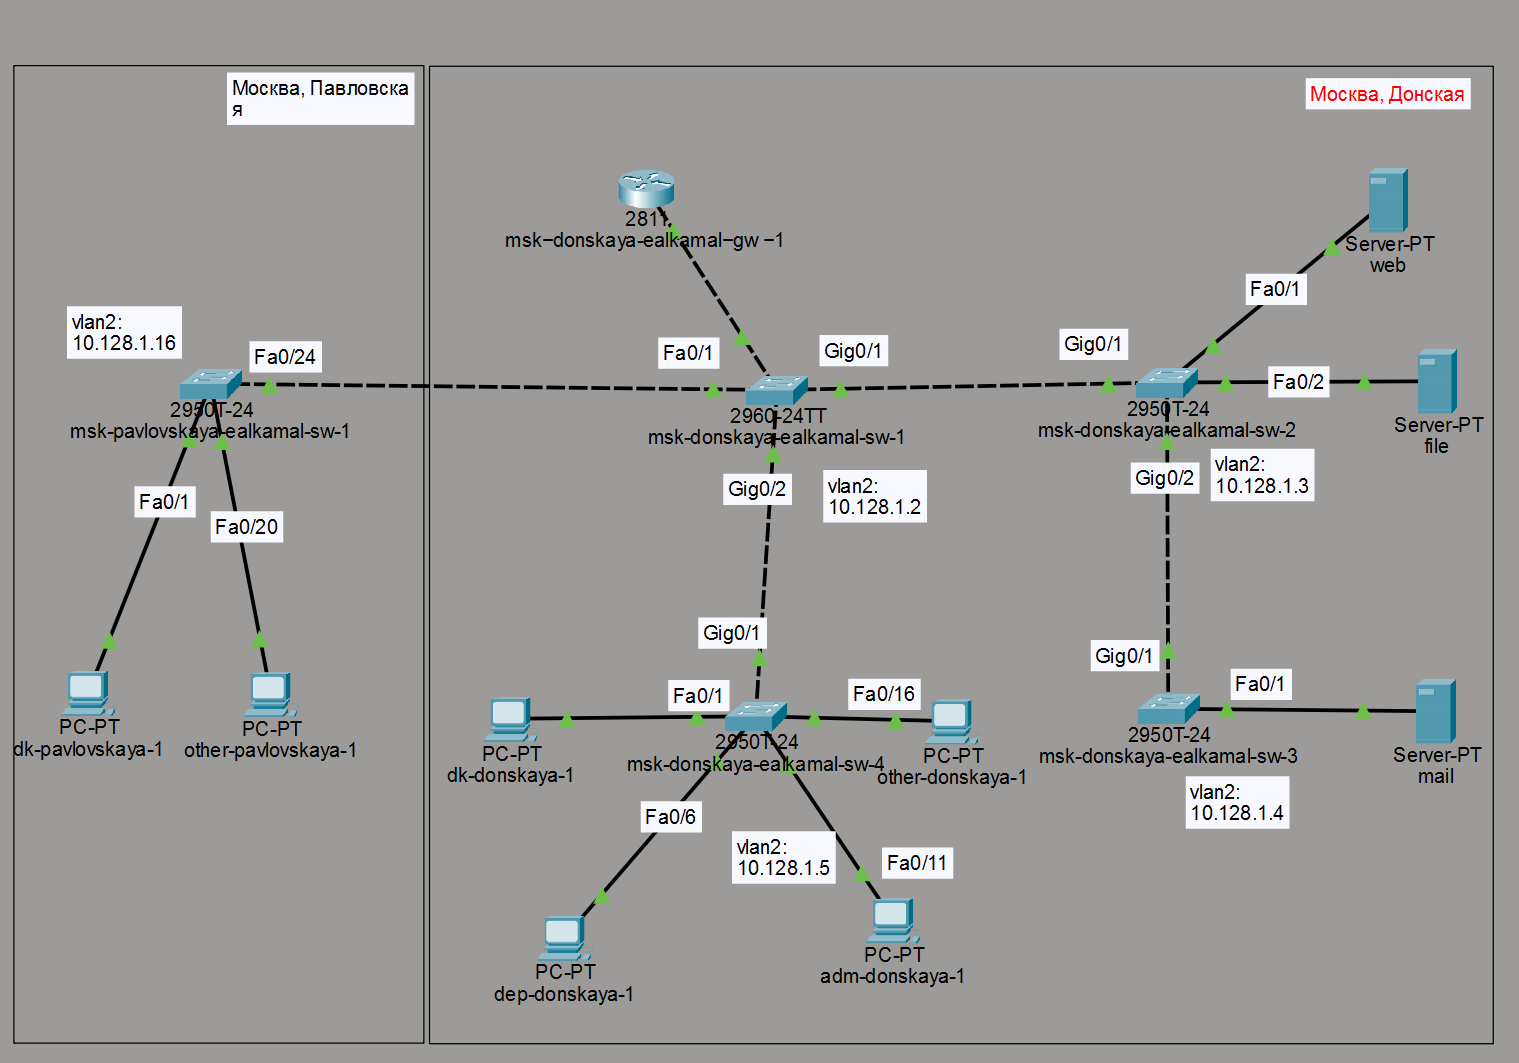 Москва, Павловска
я
Москва, Донская
2811
msk−donskaya-ealkamal−gw −1
Server-PT
web
Fa0/1
vlan2:
10.128.1.16
Fa0/24
Fa0/1
Gig0/1
Gig0/1
Fa0/2
2950T-24
msk-pavlovskaya-ealkamal-sw-1
2960-24TT
msk-donskaya-ealkamal-sw-1
2950T-24
msk-donskaya-ealkamal-sw-2
Server-PT
file
Fa0/1
Fa0/20
Gig0/2
vlan2:
10.128.1.2
Gig0/2
vlan2:
10.128.1.3
Gig0/1
Gig0/1
Fa0/1
Fa0/1
Fa0/16
PC-PT
dk-pavlovskaya-1
PC-PT
other-pavlovskaya-1
PC-PT
dk-donskaya-1
2950T-24
msk-donskaya-ealkamal-sw-4
PC-PT
other-donskaya-1
2950T-24
msk-donskaya-ealkamal-sw-3
Server-PT
mail
vlan2:
10.128.1.4
Fa0/6
vlan2:
10.128.1.5
Fa0/11
PC-PT
dep-donskaya-1
PC-PT
adm-donskaya-1